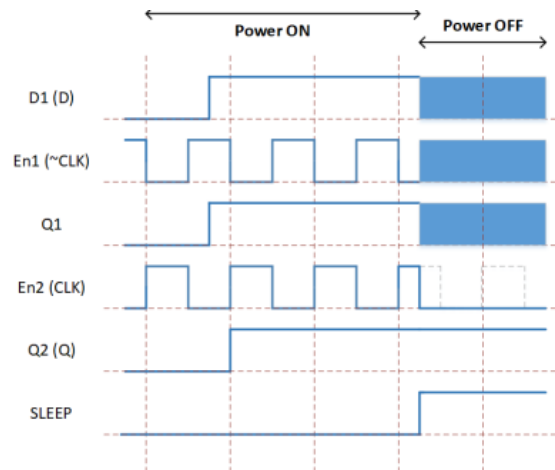 Power ON
Power OFF
D1 (D)
En1 (~CLK)
Q1
En2 (CLK)
Q2 (Q)
SLEEP